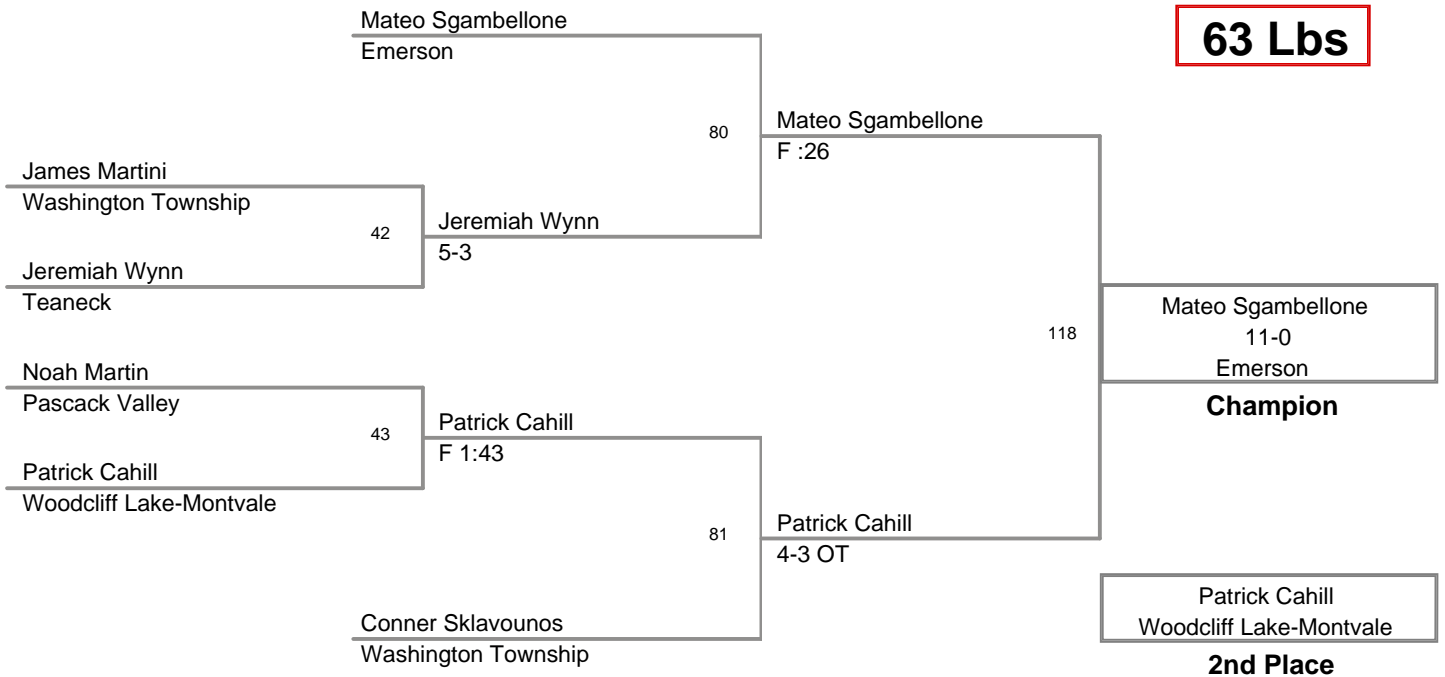 Mateo Sgambellone
Emerson
63 Lbs
80
Mateo Sgambellone
F :26
James Martini
Washington Township
42
Jeremiah Wynn
5-3
Jeremiah Wynn
Teaneck
118
Mateo Sgambellone
11-0
Emerson
Champion
Noah Martin
Pascack Valley
43
Patrick Cahill
F 1:43
Patrick Cahill
Woodcliff Lake-Montvale
81
Patrick Cahill
4-3 OT
Conner Sklavounos
Washington Township
Patrick Cahill
Woodcliff Lake-Montvale
2nd Place